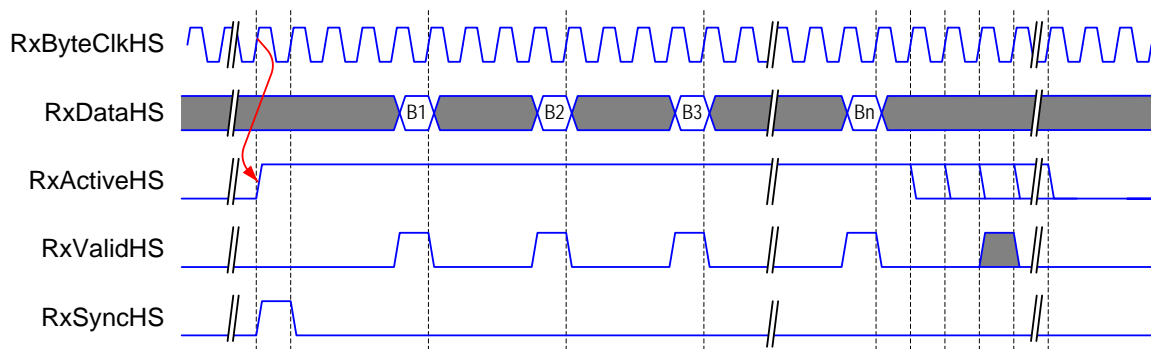 RxByteClkHS
RxDataHS
B1 B2 B3 Bn
RxActiveHS
RxValidHS
RxSyncHS